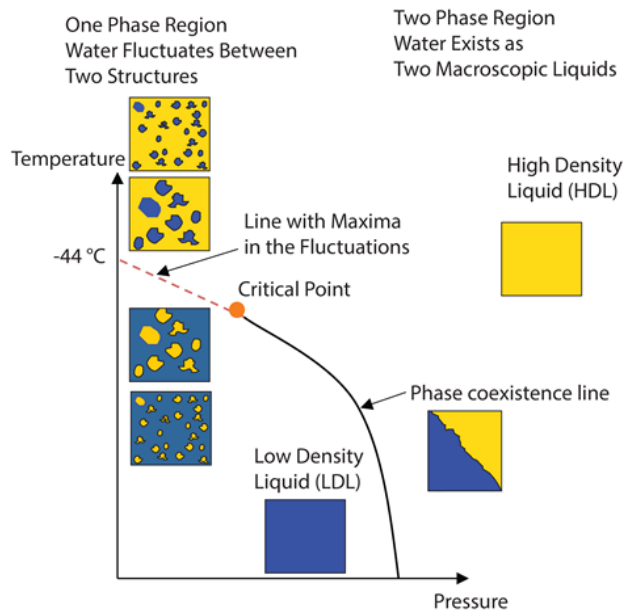 One Phase Region
Water Fluctuates Between
Two Structures
Two Phase Region
Water Exists as
Two Macroscopic Liquids
Temperature
High Density
Liquid (HDL)
Line with Maxima
in the Fluctuations
-44 °C
Critical Point
Phase coexistence line
Low Density
Liquid (LDL)
Pressure